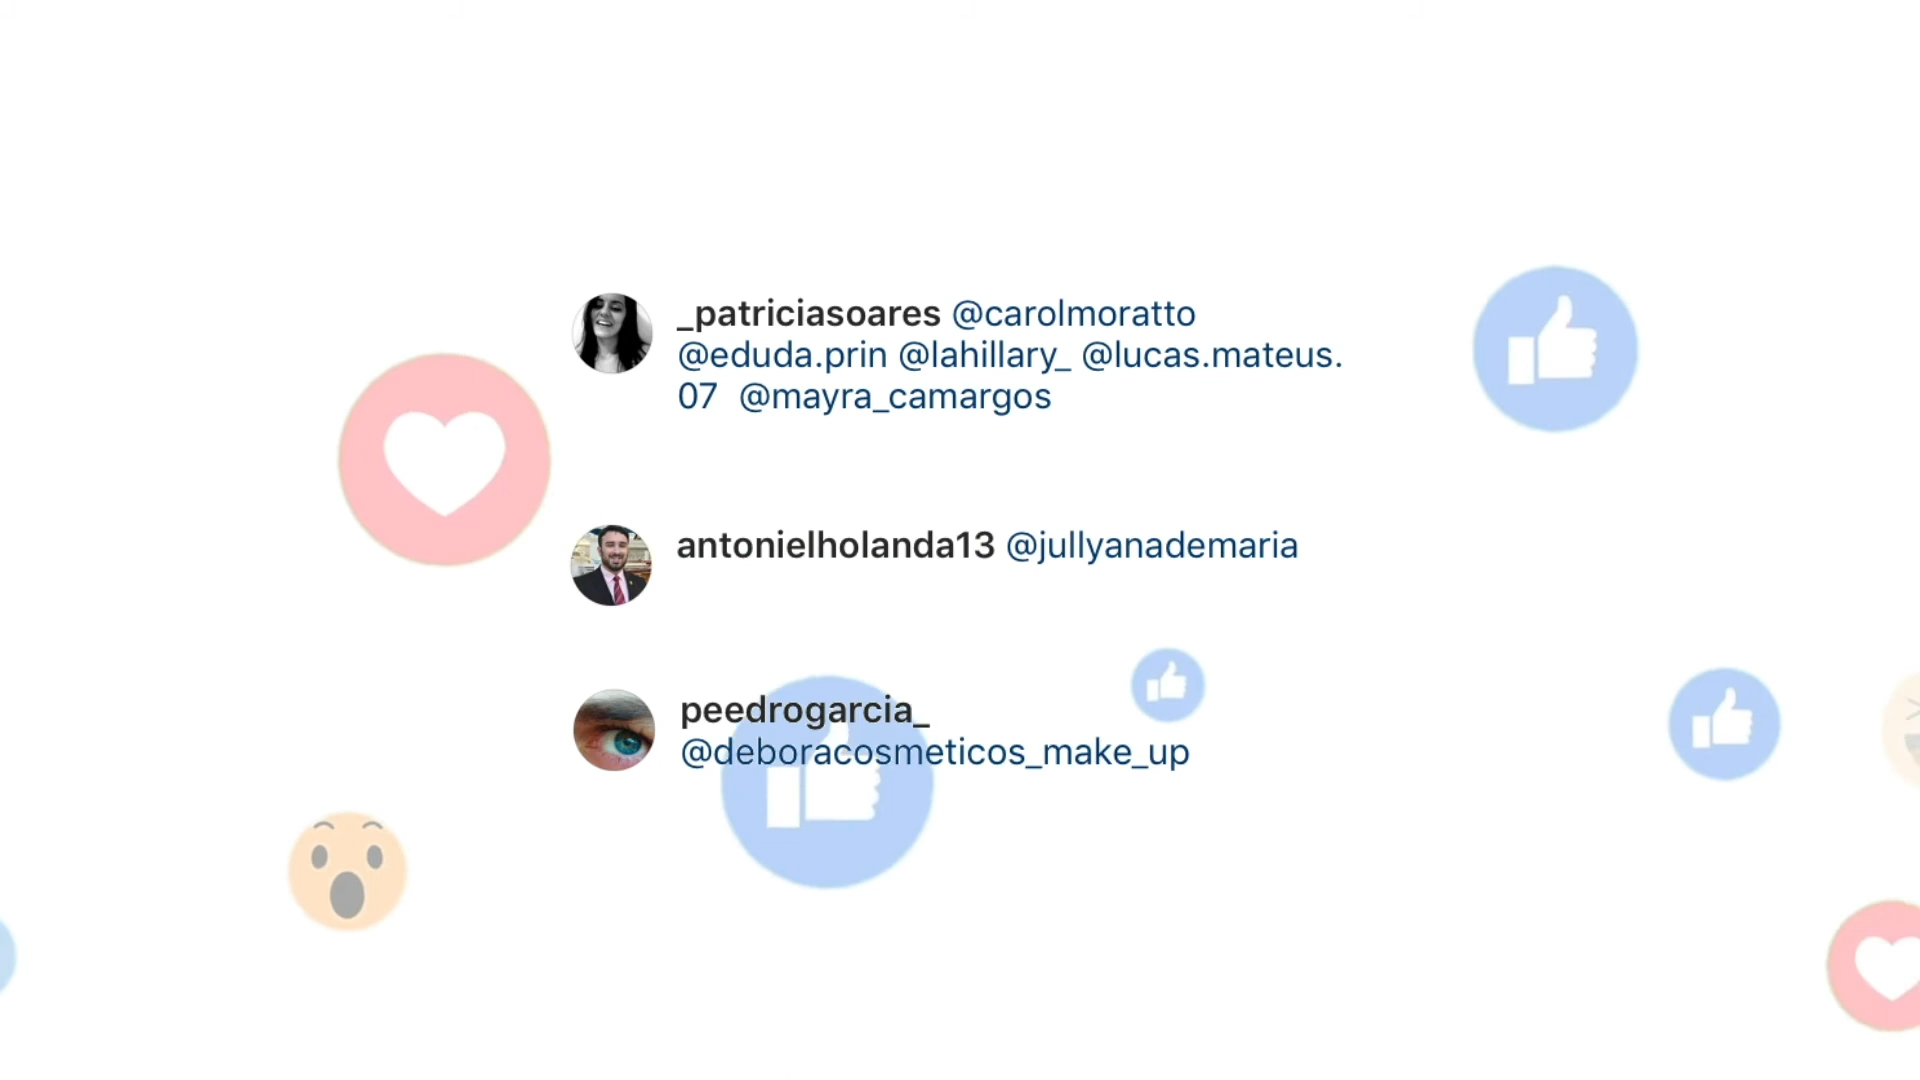 _patriciasoares @carolmoratto
@eduda.prin @lahillary_ @lucas.mateus.
07 @mayra_camargos
antonielholanda13 @jullyanademaria
peedrogarcia_
@deboracosmeticos_make_up